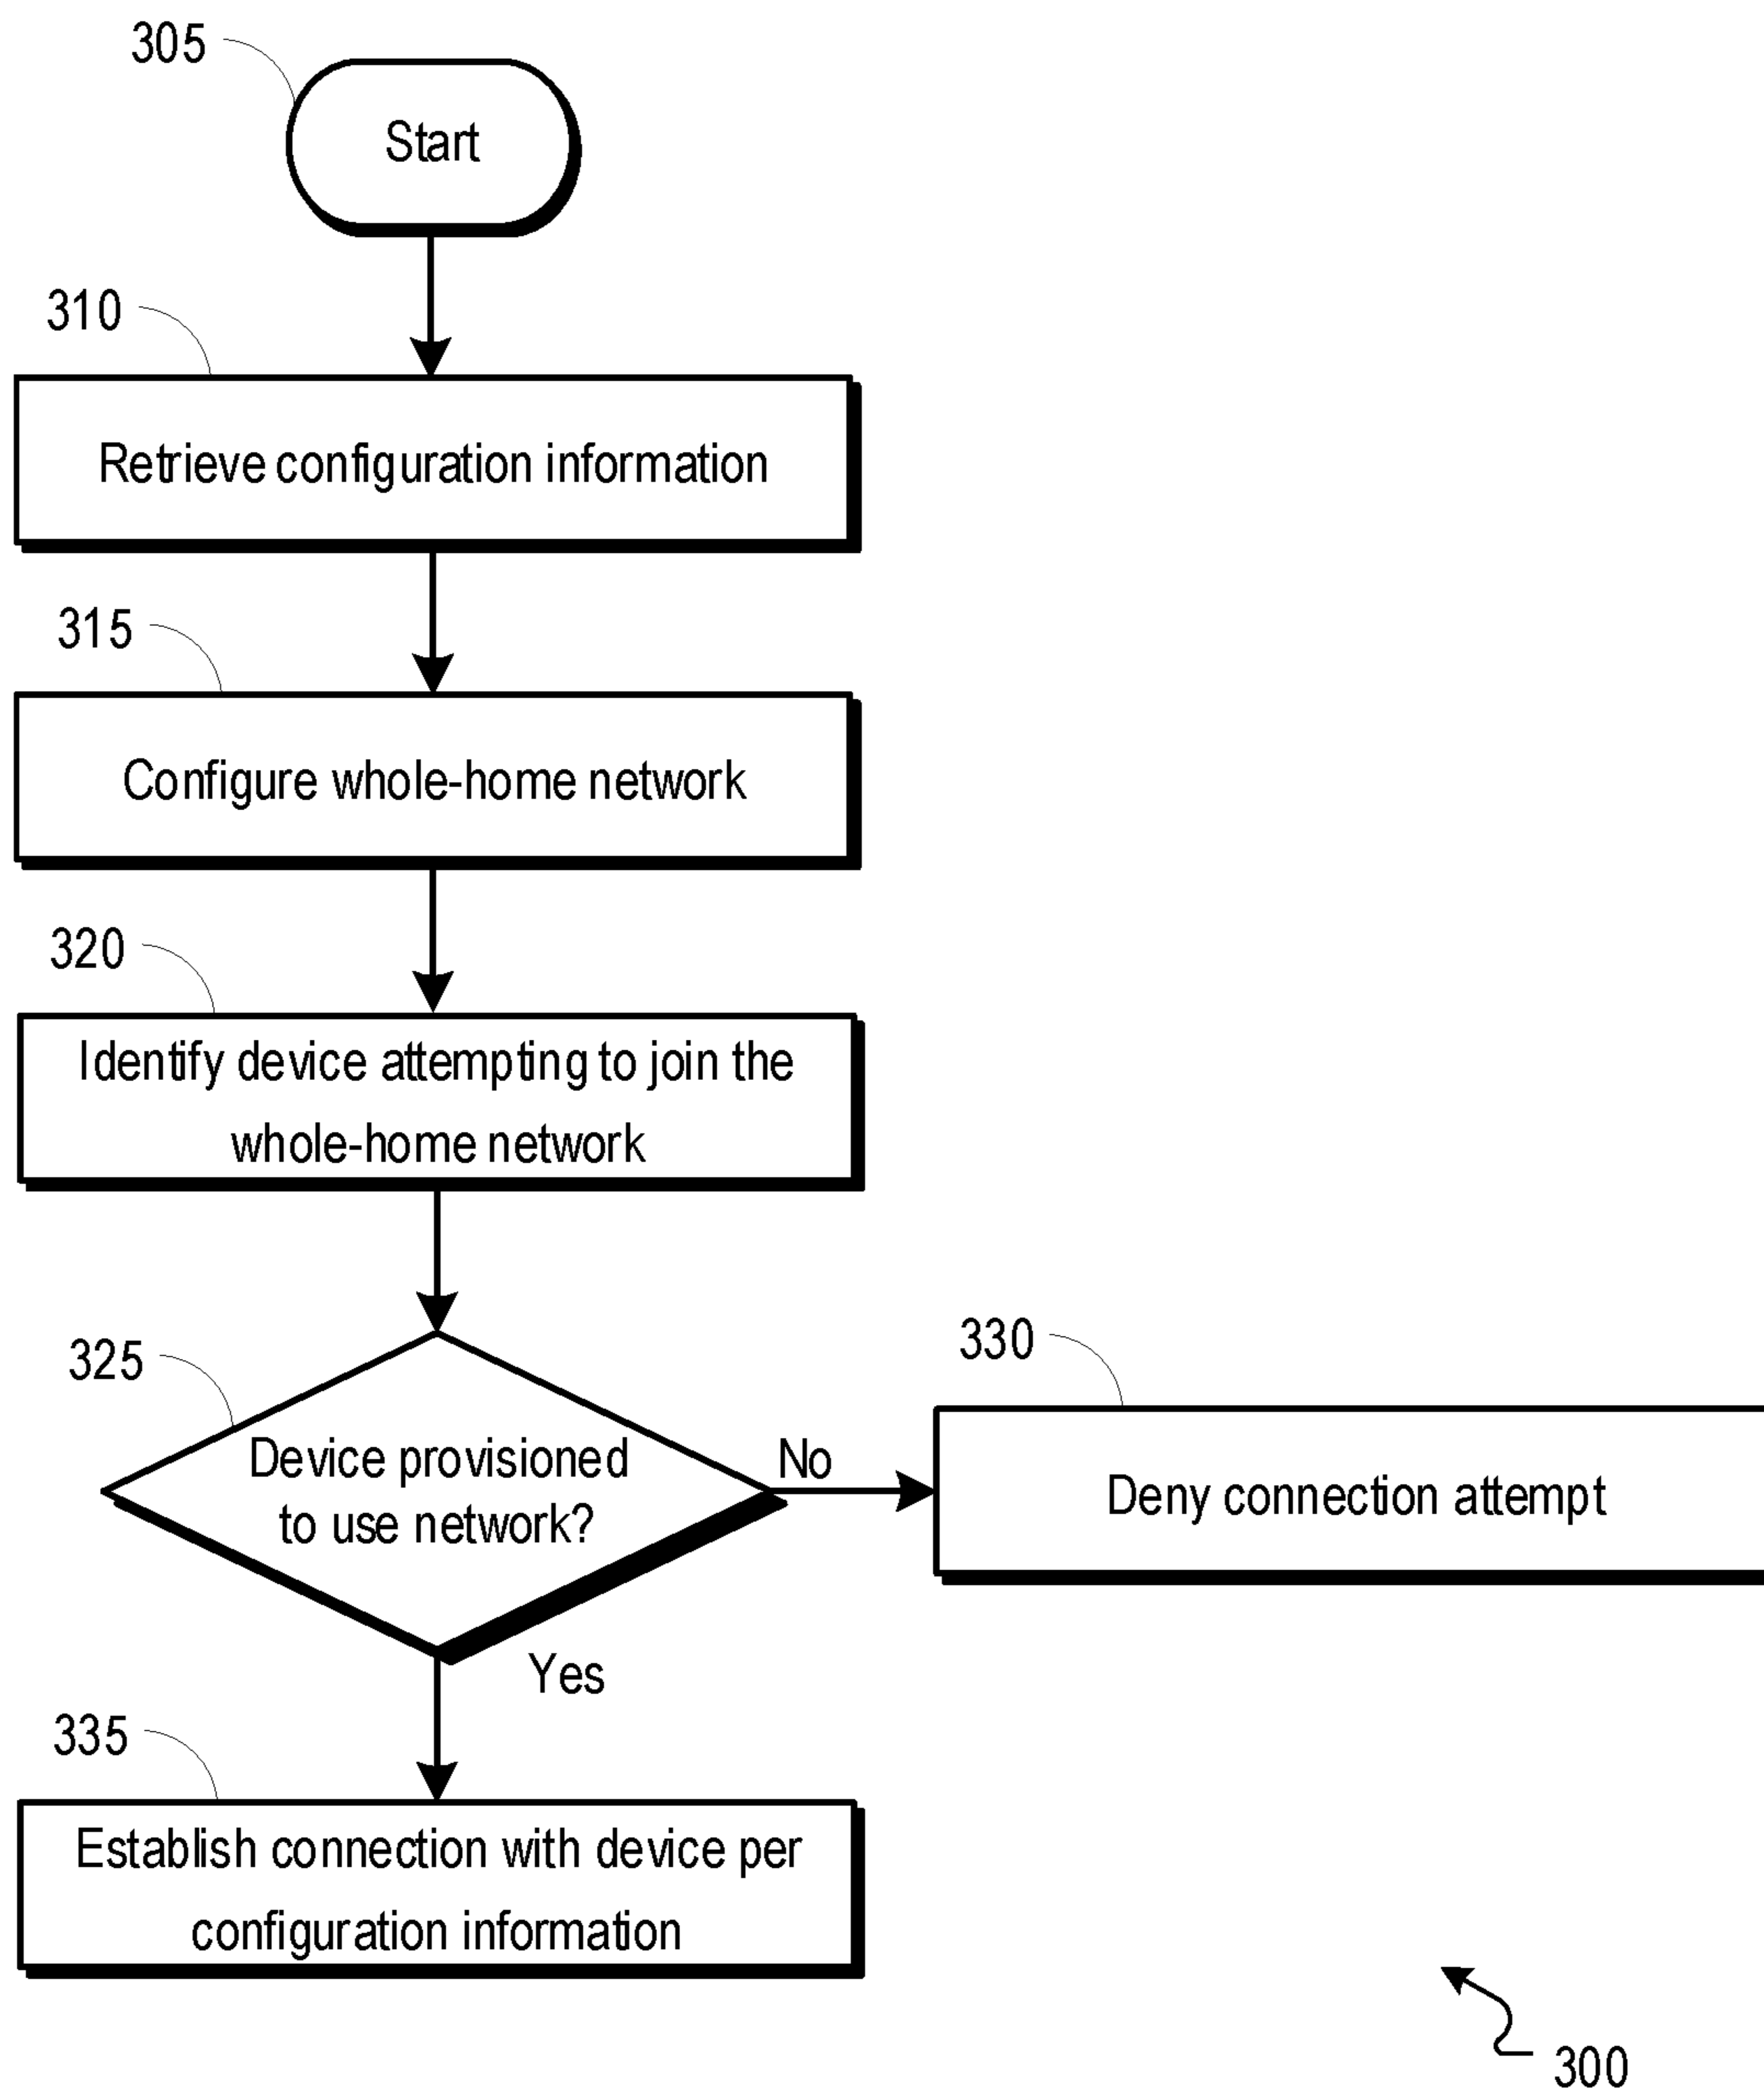 305
Start
310
Retrieve configuration information
315
Configure whole-home network
320
Identify device attempting to join the
whole-home network
325
Device provisioned
to use network?
No
330
Deny connection attempt
Yes
335
Establish connection with device per
configuration information
300